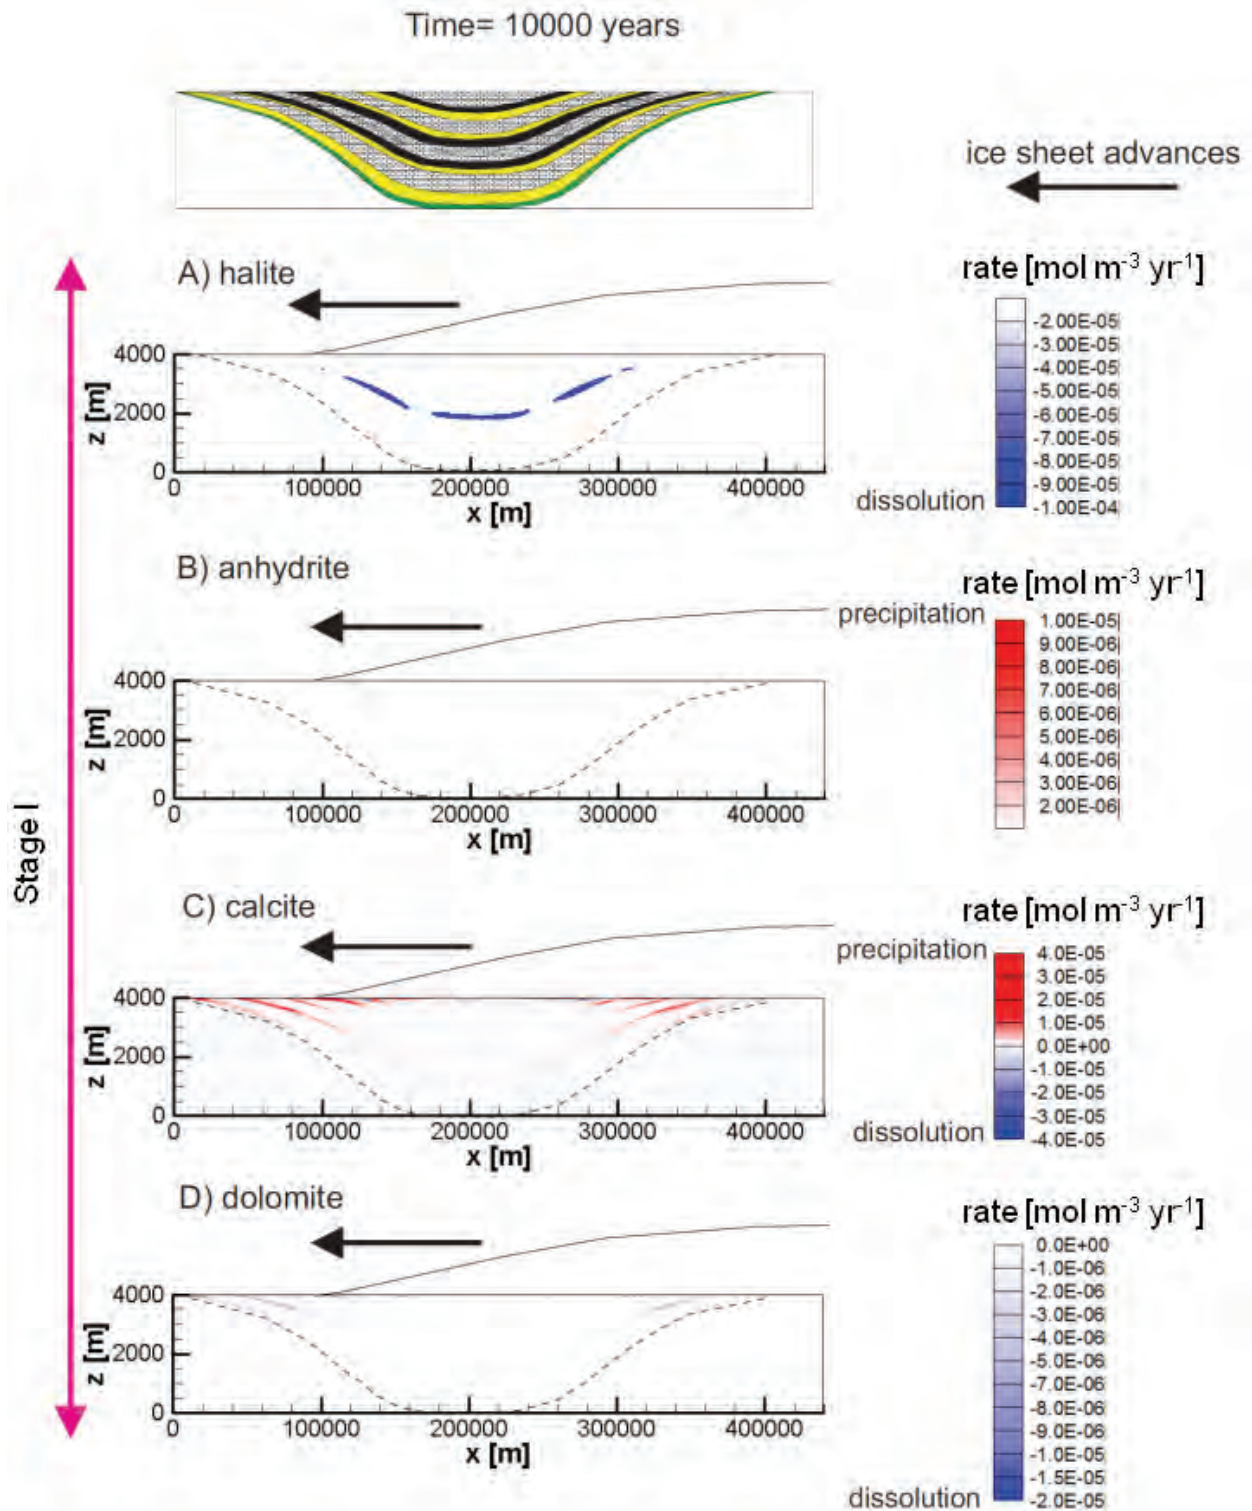 Time= 10000 years
ice sheet advances
Stage I
A) halite
4000
2000
0
z [m]
0 100000 200000 300000 400000
x [m]
rate [mol m⁻³ yr⁻¹]
-2.00E-05
-3.00E-05
-4.00E-05
-5.00E-05
-6.00E-05
-7.00E-05
-8.00E-05
-9.00E-05
-1.00E-04
dissolution
B) anhydrite
4000
2000
0
z [m]
0 100000 200000 300000 400000
x [m]
rate [mol m⁻³ yr⁻¹]
precipitation
1.00E-05
9.00E-06
8.00E-06
7.00E-06
6.00E-06
5.00E-06
4.00E-06
3.00E-06
2.00E-06
C) calcite
4000
2000
0
z [m]
0 100000 200000 300000 400000
x [m]
rate [mol m⁻³ yr⁻¹]
precipitation
4.0E-05
3.0E-05
2.0E-05
1.0E-05
0.0E+00
-1.0E-05
-2.0E-05
-3.0E-05
-4.0E-05
dissolution
D) dolomite
4000
2000
0
z [m]
0 100000 200000 300000 400000
x [m]
rate [mol m⁻³ yr⁻¹]
0.0E+00
-1.0E-06
-2.0E-06
-3.0E-06
-4.0E-06
-5.0E-06
-6.0E-06
-7.0E-06
-8.0E-06
-9.0E-06
-1.0E-05
-1.5E-05
-2.0E-05
dissolution